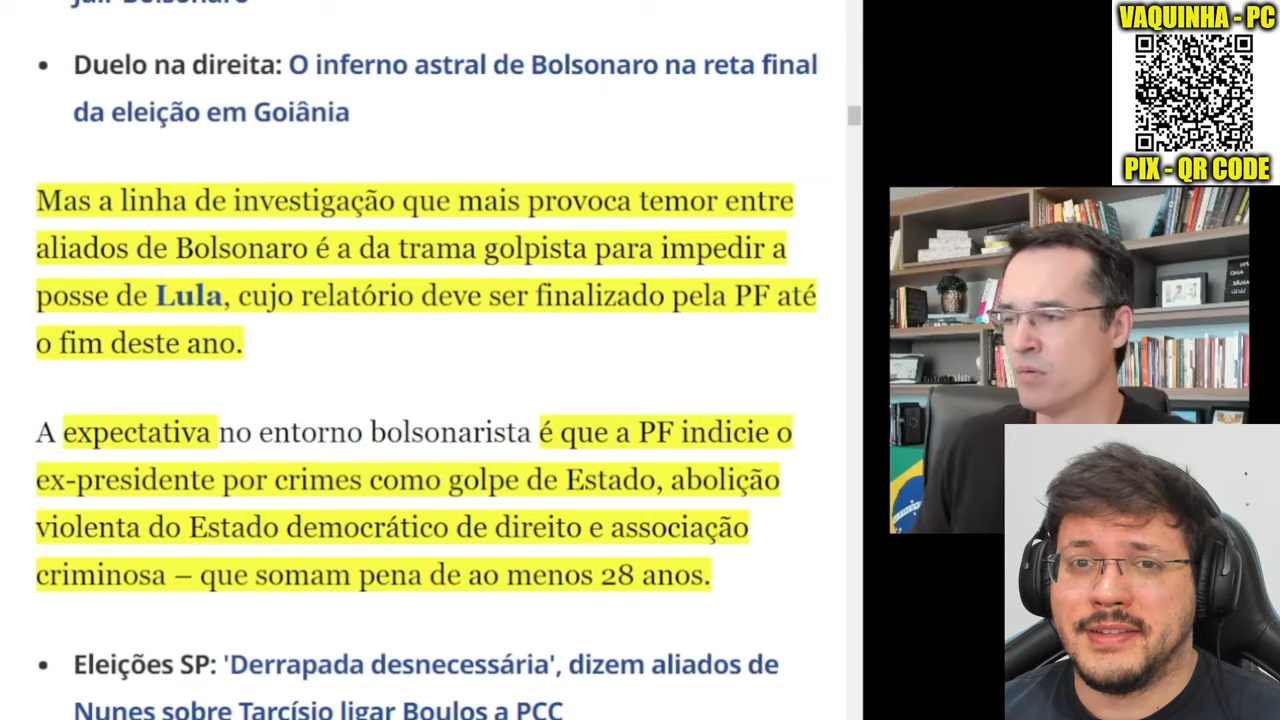 Jair Bolsonaro
VAQUINHA - PC
• Duelo na direita: O inferno astral de Bolsonaro na reta final
da eleição em Goiânia
PIX - QR CODE
Mas a linha de investigação que mais provoca temor entre
aliados de Bolsonaro é a da trama golpista para impedir a
posse de Lula, cujo relatório deve ser finalizado pela PF até
o fim deste ano.
A expectativa no entorno bolsonarista é que a PF indicie o
ex-presidente por crimes como golpe de Estado, abolição
violenta do Estado democrático de direito e associação
criminosa – que somam pena de ao menos 28 anos.
• Eleições SP: 'Derrapada desnecessária', dizem aliados de
Nunes sobre Tarcísio ligar Boulos a PCC